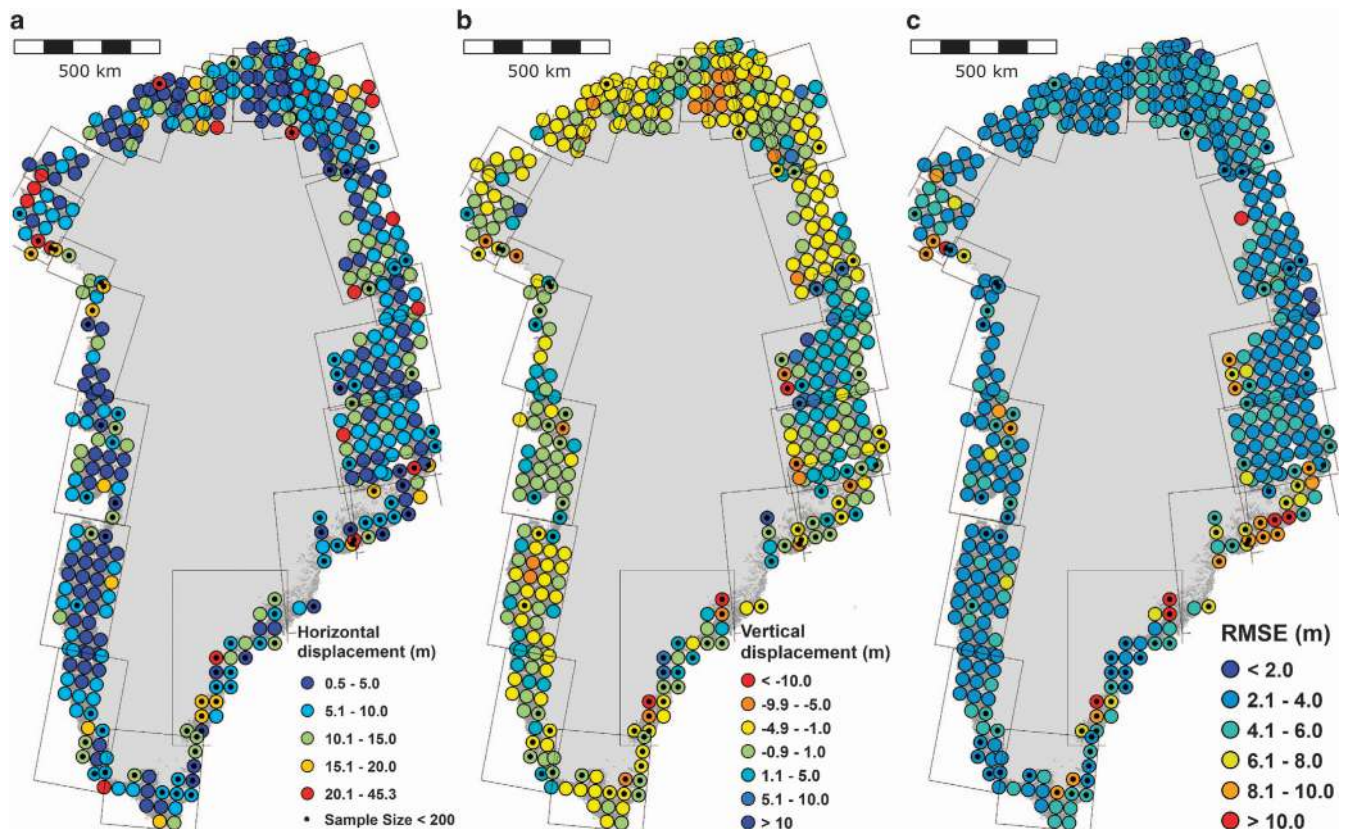 a
500 km
Horizontal
displacement (m)
0.5 - 5.0
5.1 - 10.0
10.1 - 15.0
15.1 - 20.0
20.1 - 45.3
Sample Size < 200
b
500 km
Vertical
displacement (m)
< -10.0
-9.9 - -5.0
-4.9 - -1.0
-0.9 - 1.0
1.1 - 5.0
5.1 - 10.0
> 10
c
500 km
RMSE (m)
< 2.0
2.1 - 4.0
4.1 - 6.0
6.1 - 8.0
8.1 - 10.0
> 10.0